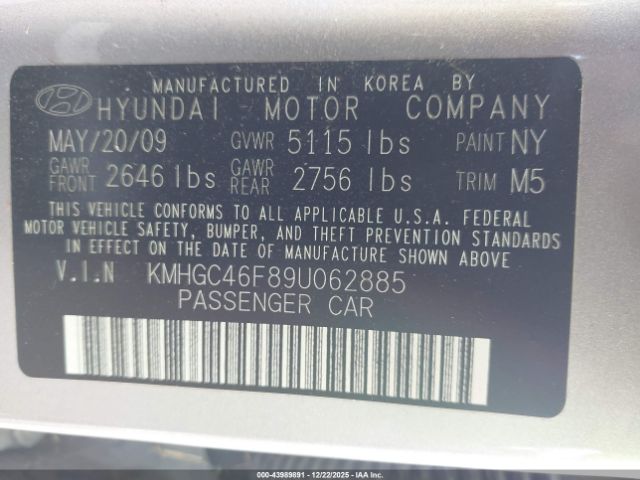 MANUFACTURED IN KOREA BY
HYUNDAI MOTOR COMPANY
MAY/20/09 GVWR 5115 lbs PAINT NY
GAWR FRONT 2646 lbs GAWR REAR 2756 lbs TRIM M5
THIS VEHICLE CONFORMS TO ALL APPLICABLE U.S.A. FEDERAL
MOTOR VEHICLE SAFETY, BUMPER, AND THEFT PREVENTION STANDARDS
IN EFFECT ON THE DATE OF MANUFACTURE SHOWN ABOVE
V.I.N KMHGC46F89U062885
PASSENGER CAR
000-43989891 - 12/22/2025 - IAAI.com